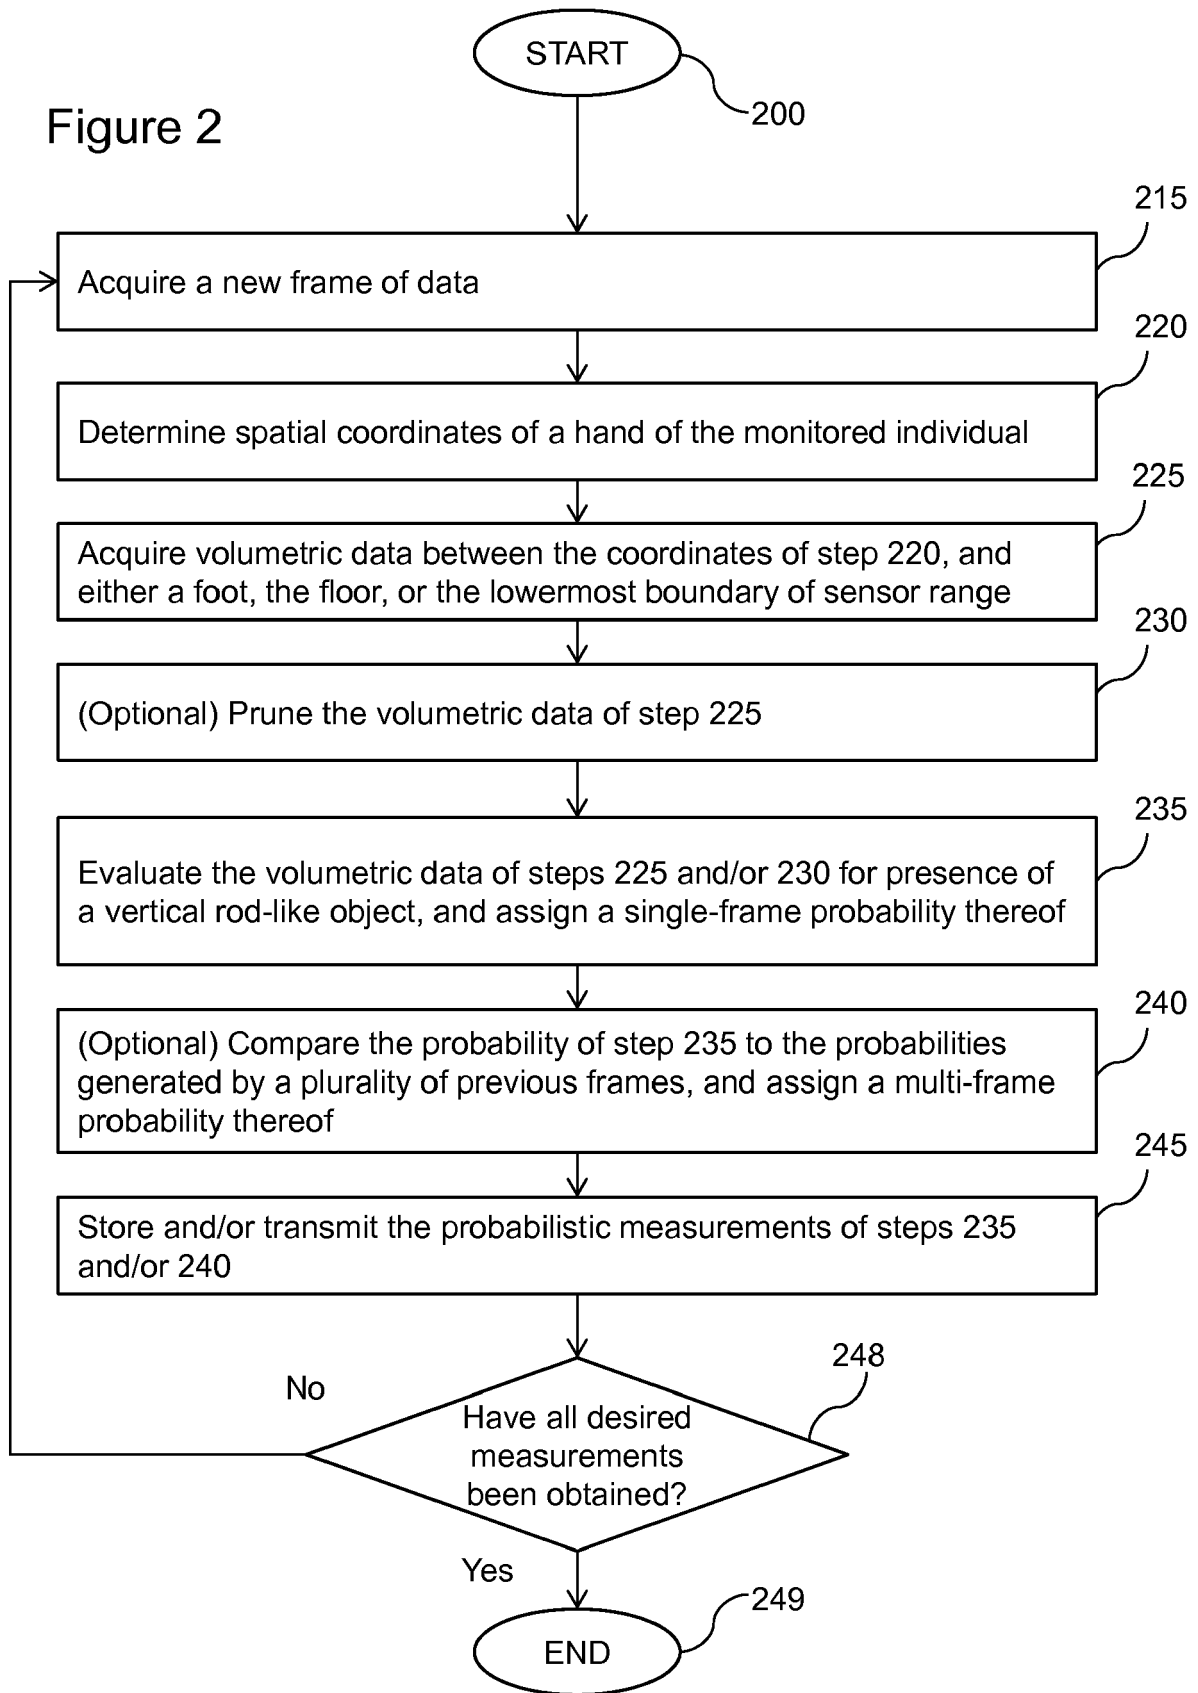 START
200
Figure 2
215
Acquire a new frame of data
220
Determine spatial coordinates of a hand of the monitored individual
225
Acquire volumetric data between the coordinates of step 220, and
either a foot, the floor, or the lowermost boundary of sensor range
230
(Optional) Prune the volumetric data of step 225
235
Evaluate the volumetric data of steps 225 and/or 230 for presence of
a vertical rod-like object, and assign a single-frame probability thereof
240
(Optional) Compare the probability of step 235 to the probabilities
generated by a plurality of previous frames, and assign a multi-frame
probability thereof
245
Store and/or transmit the probabilistic measurements of steps 235
and/or 240
248
No
Have all desired
measurements
been obtained?
Yes
249
END